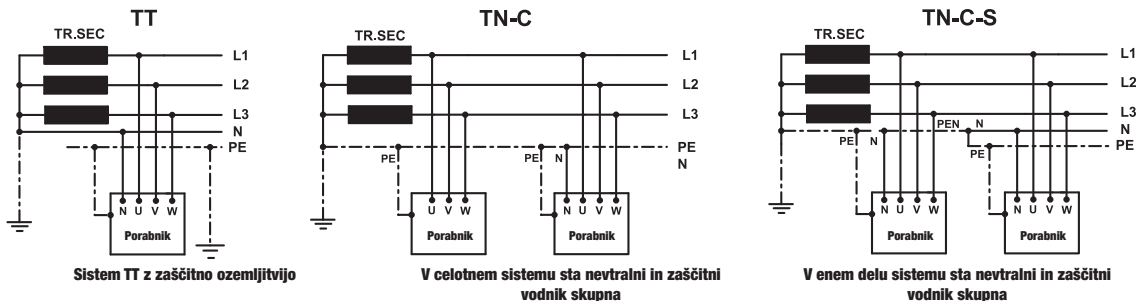 TT
TR.SEC
L1
L2
L3
N
PE
N U V W
Porabnik
Sistem TT z zaščitno ozemljitvijo
TN-C
TR.SEC
L1
L2
L3
PE
N
PE
PE N
U V W
Porabnik
N U V W
Porabnik
V celotnem sistemu sta nevtralni in zaščitni
vodnik skupna
TN-C-S
TR.SEC
L1
L2
L3
PEN N
N
PE N
PE
PE
N U V W
Porabnik
N U V W
Porabnik
V enem delu sistemu sta nevtralni in zaščitni
vodnik skupna